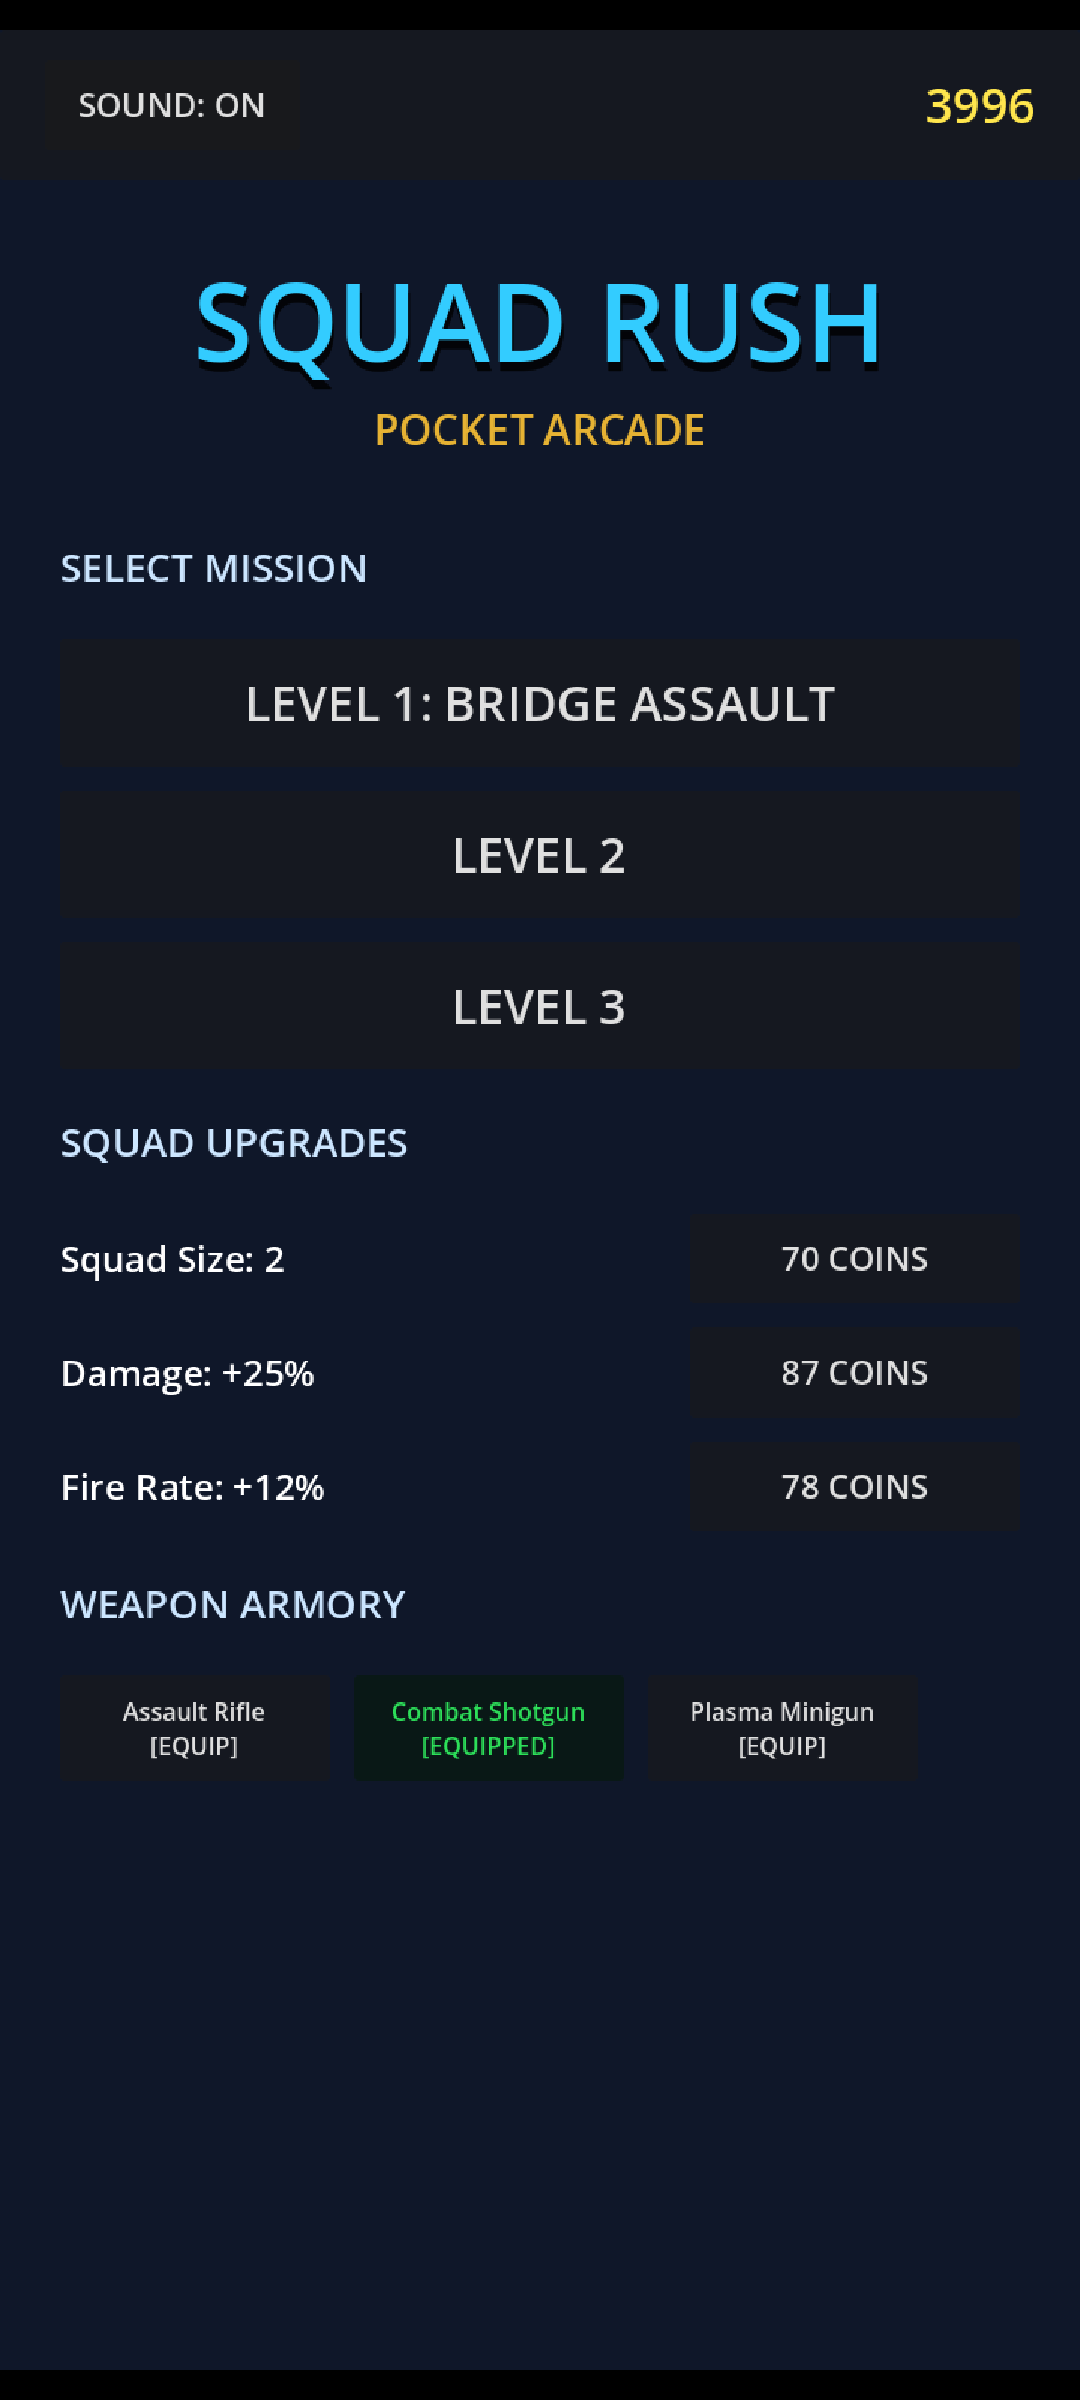 SOUND: ON
3996
SQUAD RUSH
POCKET ARCADE
SELECT MISSION
LEVEL 1: BRIDGE ASSAULT
LEVEL 2
LEVEL 3
SQUAD UPGRADES
Squad Size: 2
70 COINS
Damage: +25%
87 COINS
Fire Rate: +12%
78 COINS
WEAPON ARMORY
Assault Rifle
[EQUIP]
Combat Shotgun
[EQUIPPED]
Plasma Minigun
[EQUIP]